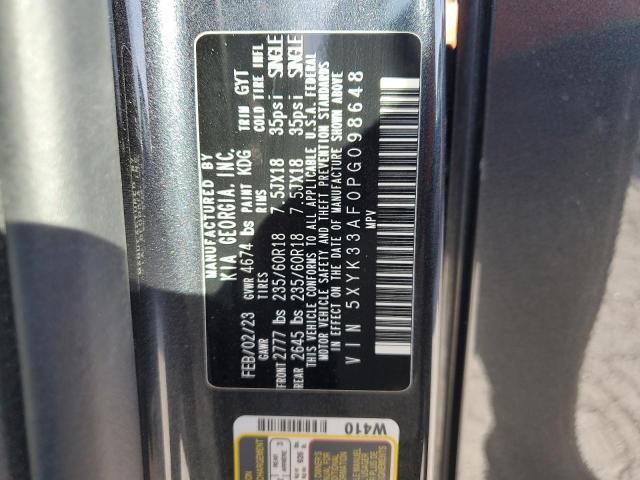 MANUFACTURED BY
KIA GEORGIA, INC.
FEB/02/23 GVWR 4674 lbs PAINT KDG TRIM GYT
GAWR TIRES RIMS COLD TIRE INFL
FRONT 2777 lbs 235/60R18 7.5JX18 35psi SINGLE
REAR 2645 lbs 235/60R18 7.5JX18 35psi SINGLE
THIS VEHICLE CONFORMS TO ALL APPLICABLE U.S.A. FEDERAL
MOTOR VEHICLE SAFETY AND THEFT PREVENTION STANDARDS
IN EFFECT ON THE DATE OF MANUFACTURE SHOWN ABOVE
VIN 5XYK33AF0PG098648
MPV
W410